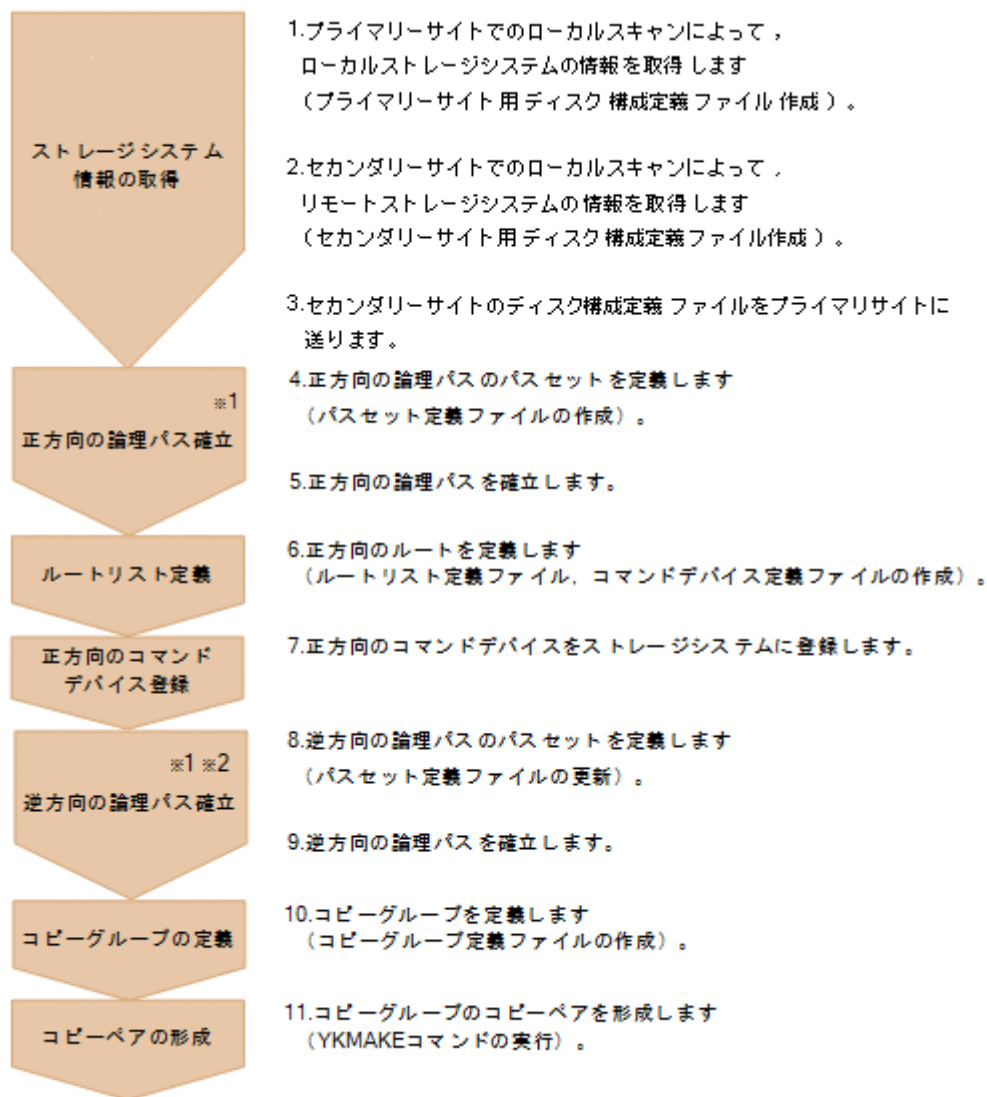 ストレージシステム
情報の取得
1.プライマリーサイトでのローカルスキャンによって，
ローカルストレージシステムの情報を取得します
（プライマリーサイト用ディスク構成定義ファイル作成）。
2.セカンダリーサイトでのローカルスキャンによって，
リモートストレージシステムの情報を取得します
（セカンダリーサイト用ディスク構成定義ファイル作成）。
3.セカンダリーサイトのディスク構成定義ファイルをプライマリサイトに
送ります。
※1
正方向の論理パス確立
4.正方向の論理パスのパスセットを定義します
（パスセット定義ファイルの作成）。
5.正方向の論理パスを確立します。
ルートリスト定義
6.正方向のルートを定義します
（ルートリスト定義ファイル，コマンドデバイス定義ファイルの作成）。
正方向のコマンド
デバイス登録
7.正方向のコマンドデバイスをストレージシステムに登録します。
※1 ※2
逆方向の論理パス確立
8.逆方向の論理パスのパスセットを定義します
（パスセット定義ファイルの更新）。
9.逆方向の論理パスを確立します。
コピーグループの定義
10.コピーグループを定義します
（コピーグループ定義ファイルの作成）。
コピーペアの形成
11.コピーグループのコピーペアを形成します
（YKMAKEコマンドの実行）。